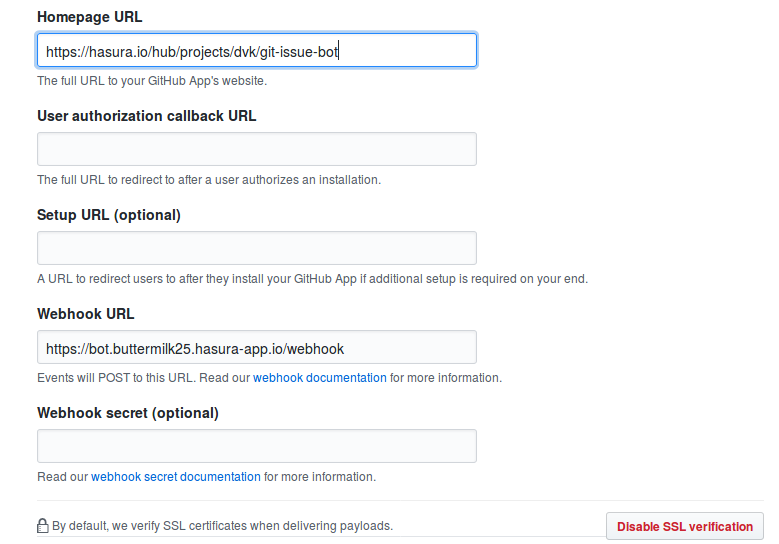 Homepage URL
https://hasura.io/hub/projects/dvk/git-issue-bot
The full URL to your GitHub App's website.
User authorization callback URL
The full URL to redirect to after a user authorizes an installation.
Setup URL (optional)
A URL to redirect users to after they install your GitHub App if additional setup is required on your end.
Webhook URL
https://bot.buttermilk25.hasura-app.io/webhook
Events will POST to this URL. Read our webhook documentation for more information.
Webhook secret (optional)
Read our webhook secret documentation for more information.
By default, we verify SSL certificates when delivering payloads. Disable SSL verification